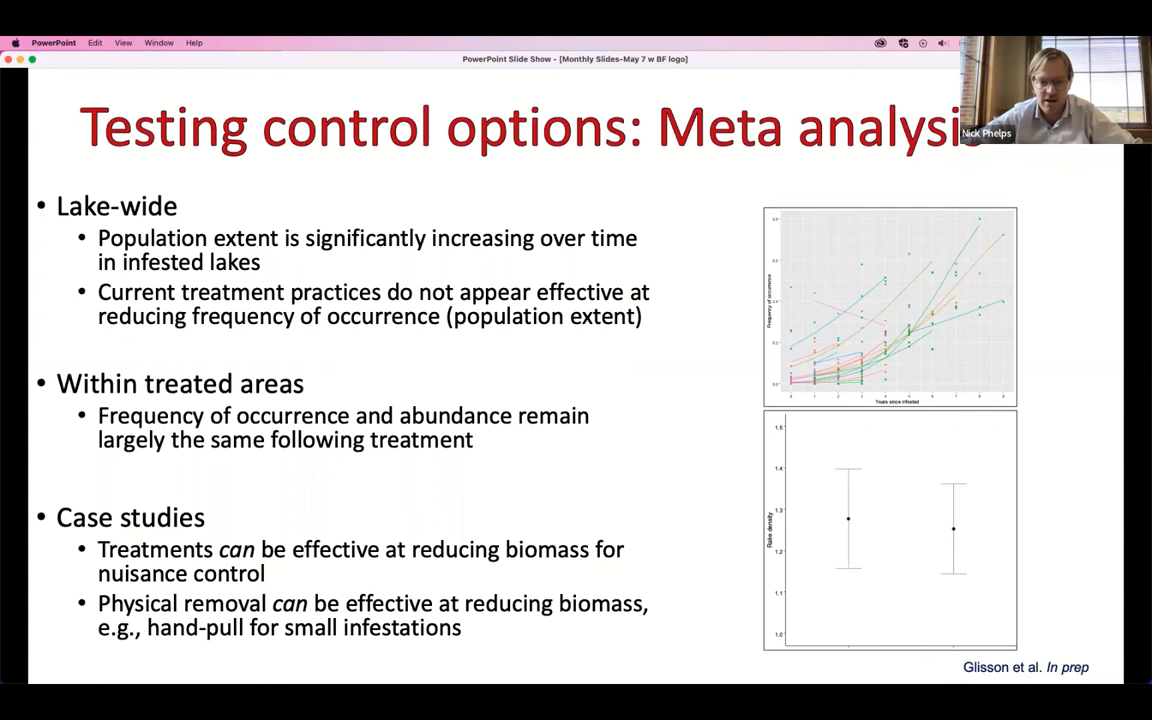 PowerPoint Edit View Window Help
PowerPoint Slide Show - [Monthly Slides-May 7 w BF logo]
Nick Phelps
Testing control options: Meta analysis
• Lake-wide
• Population extent is significantly increasing over time
in infested lakes
• Current treatment practices do not appear effective at
reducing frequency of occurrence (population extent)
• Within treated areas
• Frequency of occurrence and abundance remain
largely the same following treatment
• Case studies
• Treatments can be effective at reducing biomass for
nuisance control
• Physical removal can be effective at reducing biomass,
e.g., hand-pull for small infestations
Frequency of occurrence
Years since infested
Rake density
1.5
1.4
1.3
1.2
1.1
1.0
Glisson et al. In prep